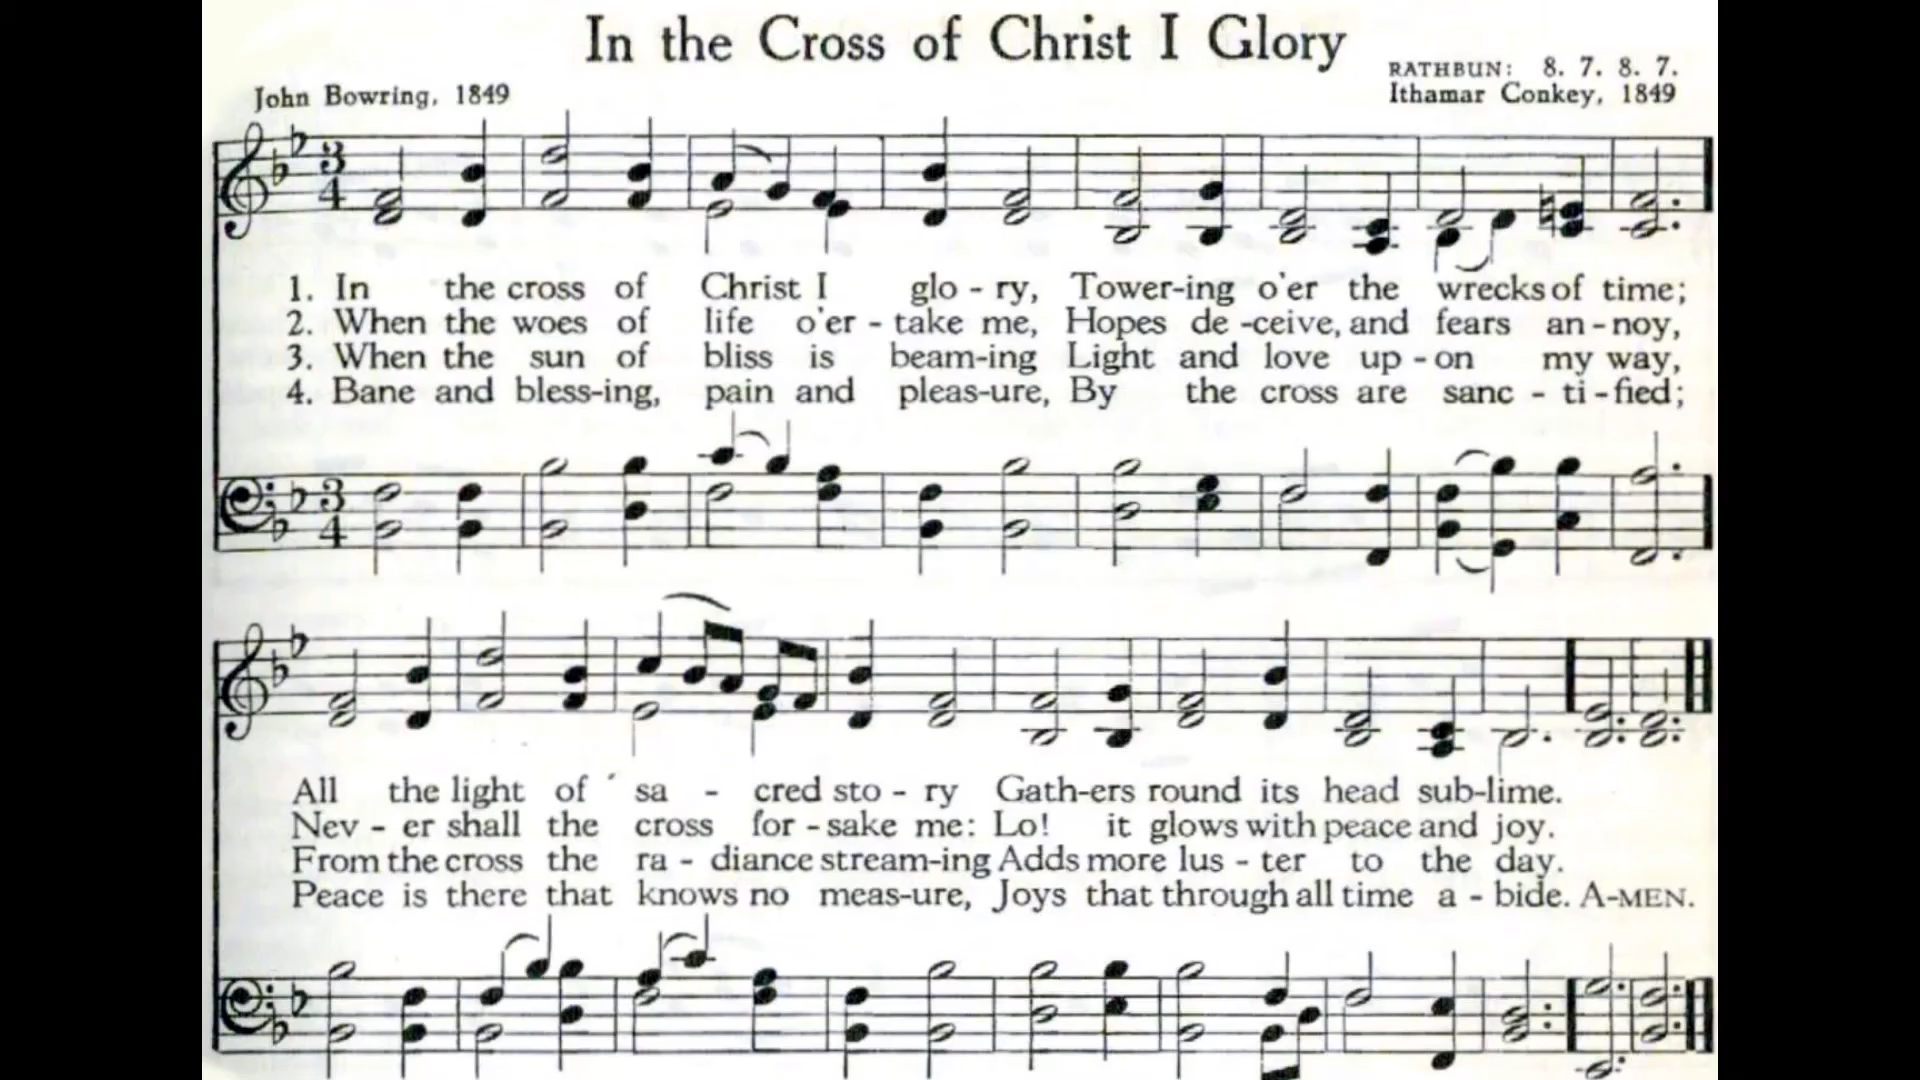 In the Cross of Christ I Glory
RATHBUN: 8. 7. 8. 7.
John Bowring, 1849
Ithamar Conkey, 1849
3
4
1. In the cross of Christ I glo - ry, Tower-ing o'er the wrecks of time;
2. When the woes of life o'er - take me, Hopes de -ceive, and fears an - noy,
3. When the sun of bliss is beam-ing Light and love up - on my way,
4. Bane and bless-ing, pain and pleas-ure, By the cross are sanc - ti - fied;
3
4
All the light of sa - cred sto - ry Gath-ers round its head sub-lime.
Nev - er shall the cross for - sake me: Lo! it glows with peace and joy.
From the cross the ra - diance stream-ing Adds more lus - ter to the day.
Peace is there that knows no meas-ure, Joys that through all time a - bide. A-MEN.